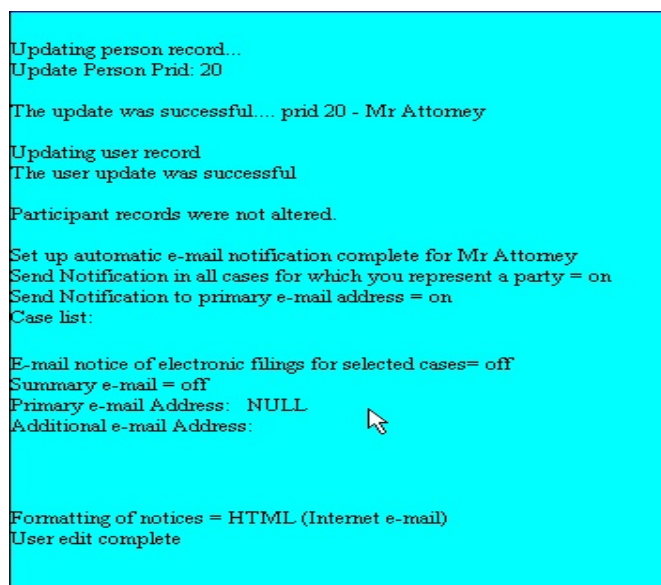 Updating person record...
Update Person Prid: 20
The update was successful.... prid 20 - Mr Attorney
Updating user record
The user update was successful
Participant records were not altered.
Set up automatic e-mail notification complete for Mr Attorney
Send Notification in all cases for which you represent a party = on
Send Notification to primary e-mail address = on
Case list:
E-mail notice of electronic filings for selected cases= off
Summary e-mail = off
Primary e-mail Address:   NULL
Additional e-mail Address:
Formatting of notices = HTML (Internet e-mail)
User edit complete